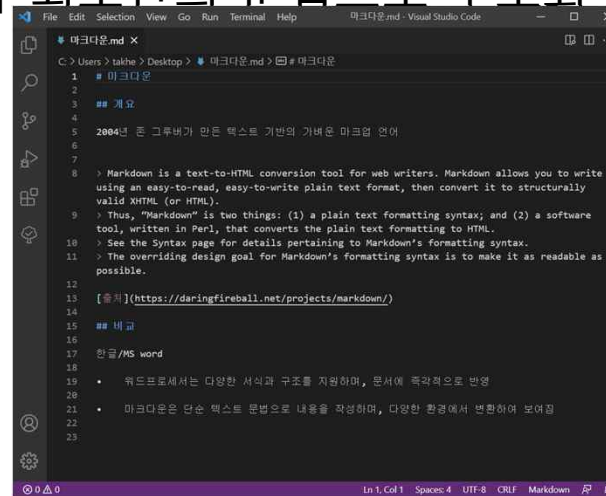 File Edit Selection View Go Run Terminal Help 마크다운.md - Visual Studio Code
마크다운.md ×
C: > Users > takhe > Desktop > 마크다운.md > # 마크다운
1 # 마크다운
2
3 ## 개요
4
5 2004년 존 그루버가 만든 텍스트 기반의 가벼운 마크업 언어
6
7
8 > Markdown is a text-to-HTML conversion tool for web writers. Markdown allows you to write
using an easy-to-read, easy-to-write plain text format, then convert it to structurally
valid XHTML (or HTML).
9 > Thus, “Markdown” is two things: (1) a plain text formatting syntax; and (2) a software
tool, written in Perl, that converts the plain text formatting to HTML.
10 > See the Syntax page for details pertaining to Markdown’s formatting syntax.
11 > The overriding design goal for Markdown’s formatting syntax is to make it as readable as
possible.
12
13 [출처](https://daringfireball.net/projects/markdown/)
14
15 ## 비교
16
17 한글/MS word
18
19 • 워드프로세서는 다양한 서식과 구조를 지원하며, 문서에 즉각적으로 반영
20
21 • 마크다운은 단순 텍스트 문법으로 내용을 작성하며, 다양한 환경에서 변환하여 보여짐
22
23
0 0 Ln 1, Col 1 Spaces: 4 UTF-8 CRLF Markdown